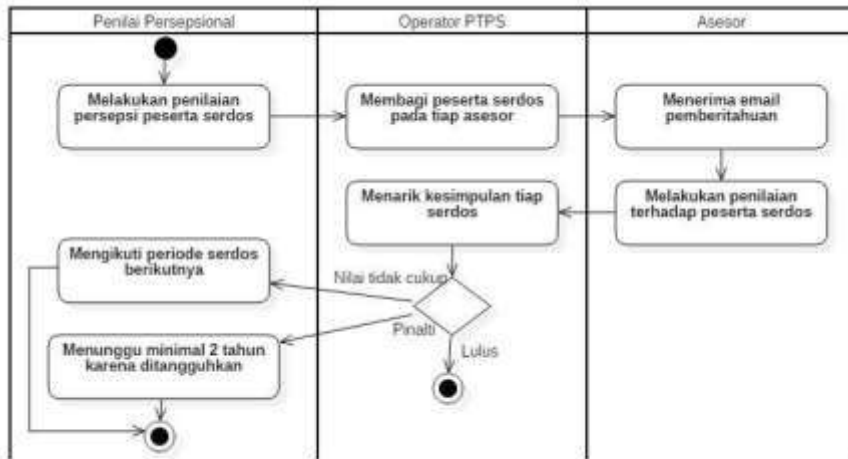 Penilai Persepsional
Operator PTPS
Asesor
Melakukan penilaian
persepsi peserta serdos
Membagi peserta serdos
pada tiap asesor
Menerima email
pemberitahuan
Menarik kesimpulan tiap
serdos
Melakukan penilaian
terhadap peserta serdos
Mengikuti periode serdos
berikutnya
Nilai tidak cukup
Pinalti
Lulus
Menunggu minimal 2 tahun
karena ditangguhkan